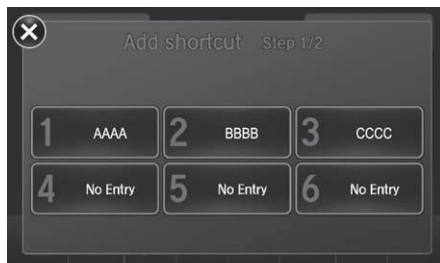 Add shortcut Step 1/2
1 AAAA 2 BBBB 3 CCCC
4 No Entry 5 No Entry 6 No Entry